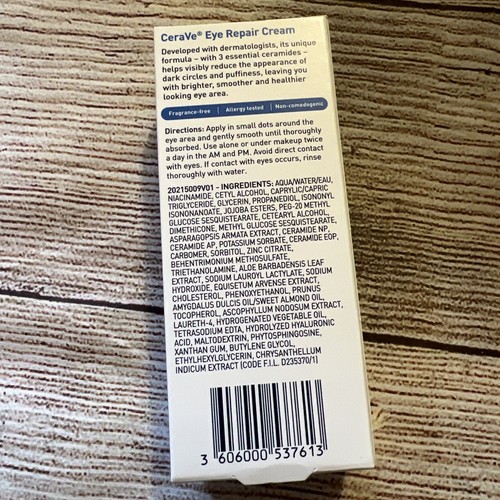 CeraVe® Eye Repair Cream
Developed with dermatologists, its unique
formula – with 3 essential ceramides –
helps visibly reduce the appearance of
dark circles and puffiness, leaving you
with brighter, smoother and healthier
looking eye area.
Fragrance-free | Allergy tested | Non-comedogenic
Directions: Apply in small dots around the
eye area and gently smooth until thoroughly
absorbed. Use alone or under makeup twice
a day in the AM and PM. Avoid direct contact
with eyes. If contact with eyes occurs, rinse
thoroughly with water.
20215009V01 - INGREDIENTS: AQUA/WATER/EAU,
NIACINAMIDE, CETYL ALCOHOL, CAPRYLIC/CAPRIC
TRIGLYCERIDE, GLYCERIN, PROPANEDIOL, ISONONYL
ISONONANOATE, JOJOBA ESTERS, PEG-20 METHYL
GLUCOSE SESQUISTEARATE, CETEARYL ALCOHOL,
DIMETHICONE, METHYL GLUCOSE SESQUISTEARATE,
ASPARAGOPSIS ARMATA EXTRACT, CERAMIDE NP,
CERAMIDE AP, POTASSIUM SORBATE, CERAMIDE EOP,
CARBOMER, SORBITOL, ZINC CITRATE,
BEHENTRIMONIUM METHOSULFATE,
TRIETHANOLAMINE, ALOE BARBADENSIS LEAF
EXTRACT, SODIUM LAUROYL LACTYLATE, SODIUM
HYDROXIDE, EQUISETUM ARVENSE EXTRACT,
CHOLESTEROL, PHENOXYETHANOL, PRUNUS
AMYGDALUS DULCIS OIL/SWEET ALMOND OIL,
TOCOPHEROL, ASCOPHYLLUM NODOSUM EXTRACT,
LAURETH-4, HYDROGENATED VEGETABLE OIL,
TETRASODIUM EDTA, HYDROLYZED HYALURONIC
ACID, MALTODEXTRIN, PHYTOSPHINGOSINE,
XANTHAN GUM, BUTYLENE GLYCOL,
ETHYLHEXYLGLYCERIN, CHRYSANTHELLUM
INDICUM EXTRACT (CODE F.I.L. D235370/1)
3 606000 537613